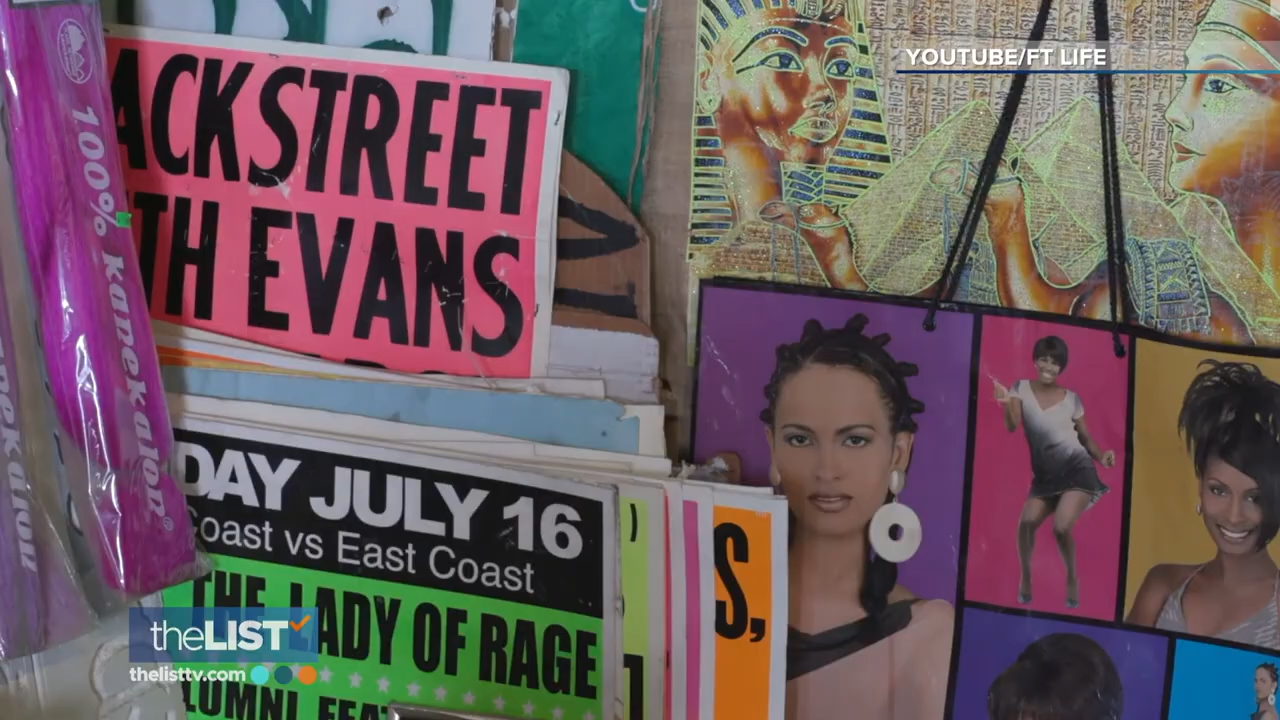 YOUTUBE/FT LIFE
100% kanekalon®
ACKSTREET
TH EVANS
DAY JULY 16
Coast vs East Coast
THE LADY OF RAGE
S,
theLIST
thelisttv.com